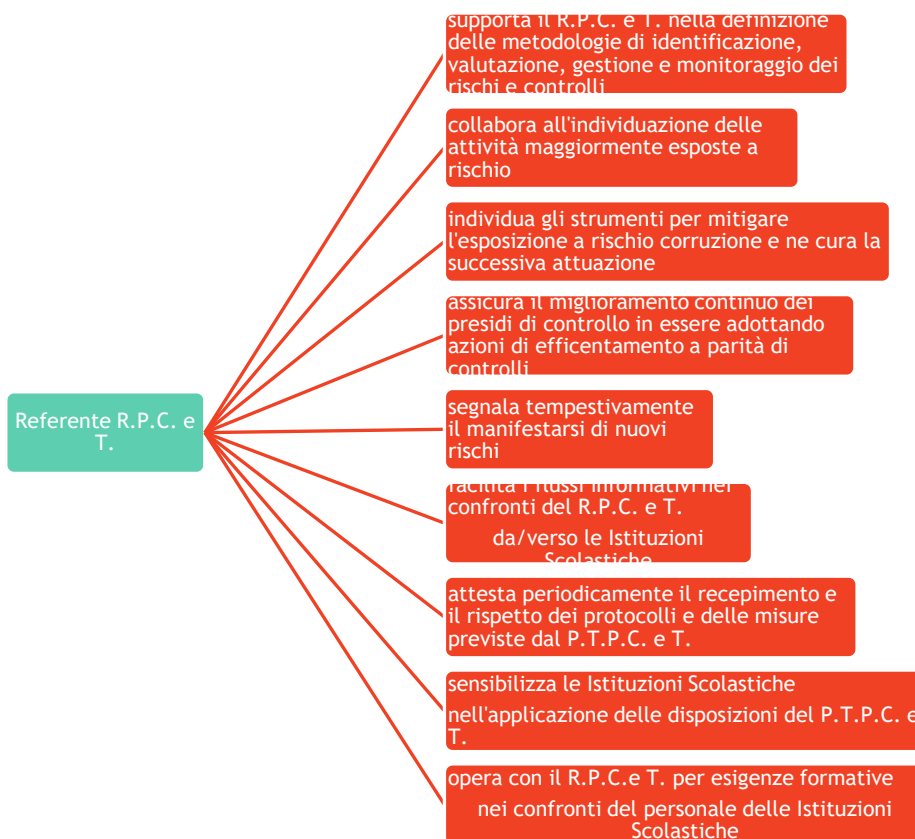 supporta il R.P.C. e T. nella definizione
delle metodologie di identificazione,
valutazione, gestione e monitoraggio dei
rischi e controlli
collabora all'individuazione delle
attività maggiormente esposte a
rischio
individua gli strumenti per mitigare
l'esposizione a rischio corruzione e ne cura la
successiva attuazione
assicura il miglioramento continuo dei
presidi di controllo in essere adottando
azioni di efficentamento a parità di
controlli
Referente R.P.C. e
T.
segnala tempestivamente
il manifestarsi di nuovi
rischi
facilita i flussi informativi nei
confronti del R.P.C. e T.
da/verso le Istituzioni
Scolastiche
attesta periodicamente il recepimento e
il rispetto dei protocolli e delle misure
previste dal P.T.P.C. e T.
sensibilizza le Istituzioni Scolastiche
nell'applicazione delle disposizioni del P.T.P.C. e
T.
opera con il R.P.C.e T. per esigenze formative
nei confronti del personale delle Istituzioni
Scolastiche